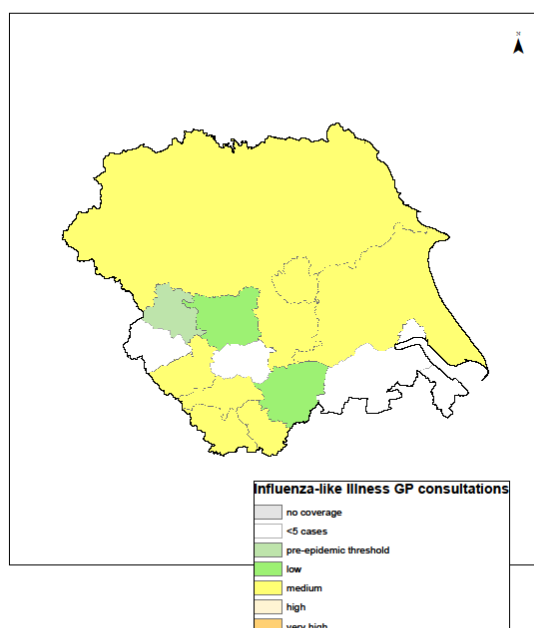 N
Influenza-like Illness GP consultations
no coverage
<5 cases
pre-epidemic threshold
low
medium
high
very high